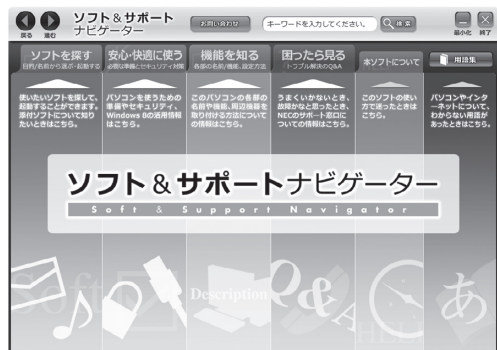 戻る
進む
ソフト&サポート
ナビゲーター
お問い合わせ
キーワードを入力してください。
検索
最小化
終了
ソフトを探す
目的/名前から選ぶ・起動する
安心・快適に使う
必要な準備とセキュリティ対策
機能を知る
各部の名前/機能、設定方法
困ったら見る
トラブル解決のQ&A
本ソフトについて
用語集
使いたいソフトを探して、
起動することができます。
添付ソフトについて知り
たいときはこちら。
パソコンを使うための
準備やセキュリティ、
Windows 8の活用情報
はこちら。
このパソコンの各部の
名前や機能、周辺機器を
取り付ける方法について
の情報はこちら。
うまくいかないとき、
故障かなと思ったとき、
NECのサポート窓口に
ついての情報はこちら。
このソフトの使い
方で迷ったときは
こちら。
パソコンやインタ
ーネットについて、
わからない用語が
あったときはこちら。
ソフト&サポートナビゲーター
Soft & Support Navigator
Soft
Description
Q&A
HELP
あ